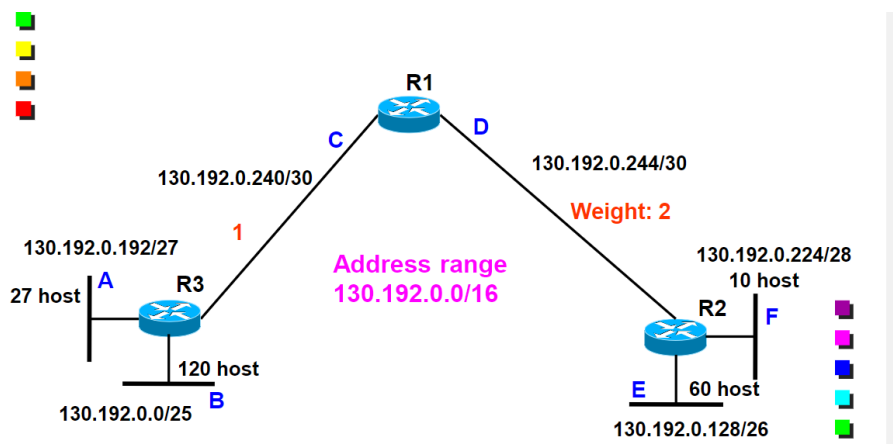 R1
C
D
130.192.0.240/30
130.192.0.244/30
1
Weight: 2
130.192.0.192/27
Address range
130.192.0.0/16
130.192.0.224/28
10 host
A
27 host
R3
R2
F
120 host
B
130.192.0.0/25
E
60 host
130.192.0.128/26